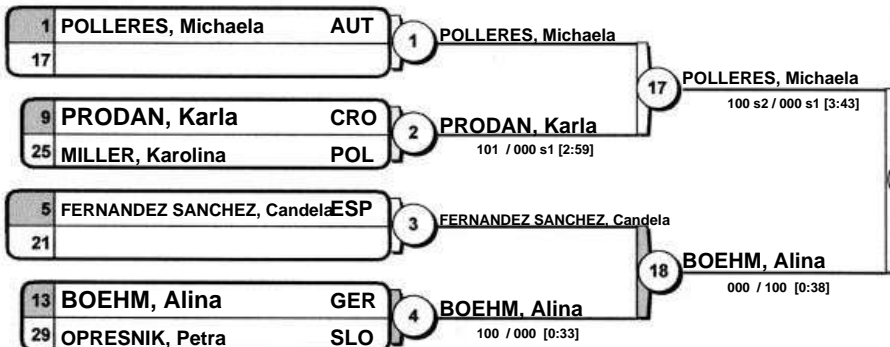 1 POLLERES, Michaela AUT
17
1
POLLERES, Michaela
9 PRODAN, Karla CRO
25 MILLER, Karolina POL
2
PRODAN, Karla
101 / 000 s1 [2:59]
17
POLLERES, Michaela
100 s2 / 000 s1 [3:43]
5 FERNANDEZ SANCHEZ, Candela ESP
21
3
FERNANDEZ SANCHEZ, Candela
13 BOEHM, Alina GER
29 OPRESNIK, Petra SLO
4
BOEHM, Alina
100 / 000 [0:33]
18
BOEHM, Alina
000 / 100 [0:38]